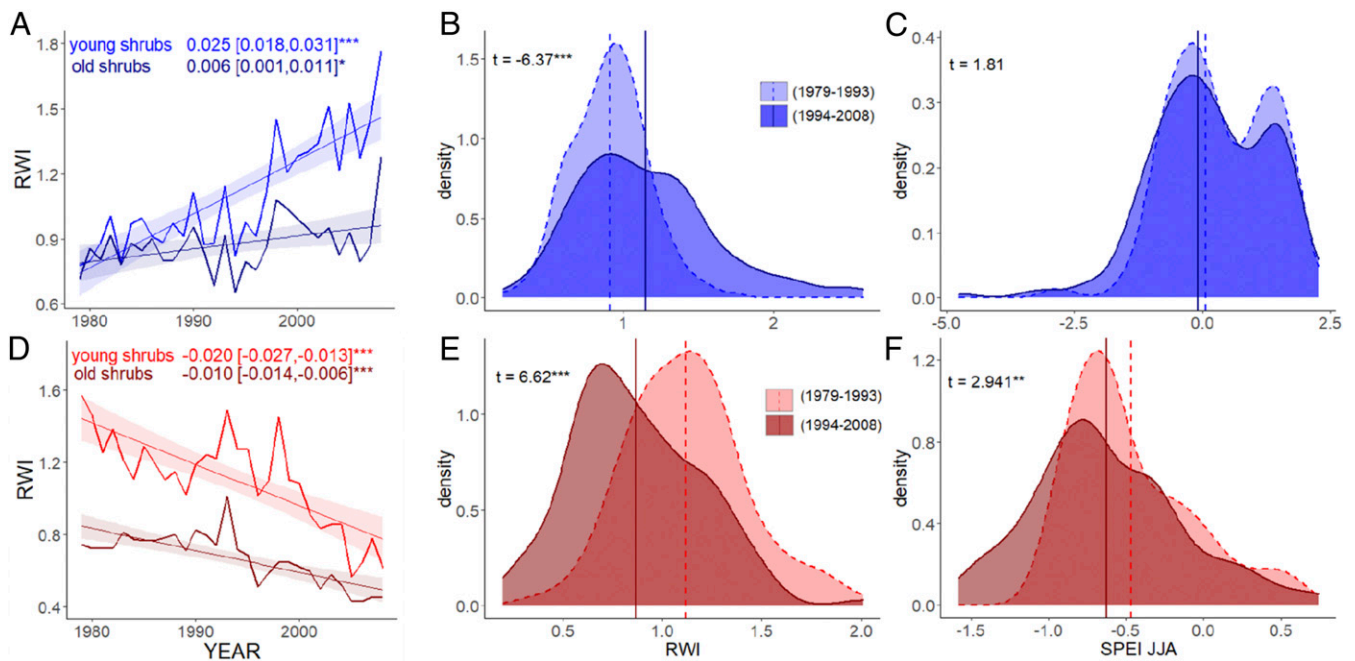 A
young shrubs 0.025 [0.018,0.031]***
old shrubs 0.006 [0.001,0.011]*
RWI
1.8
1.5
1.2
0.9
0.6
1980 1990 2000
B
t = -6.37***
(1979-1993)
(1994-2008)
density
1.5
1.0
0.5
0.0
1 2
C
t = 1.81
density
0.4
0.3
0.2
0.1
0.0
-5.0 -2.5 0.0 2.5
D
young shrubs -0.020 [-0.027,-0.013]***
old shrubs -0.010 [-0.014,-0.006]***
RWI
1.6
1.2
0.8
0.4
1980 1990 2000
YEAR
E
t = 6.62***
(1979-1993)
(1994-2008)
density
1.0
0.5
0.0
0.5 1.0 1.5 2.0
RWI
F
t = 2.941**
density
1.2
0.8
0.4
0.0
-1.5 -1.0 -0.5 0.0 0.5
SPEI JJA